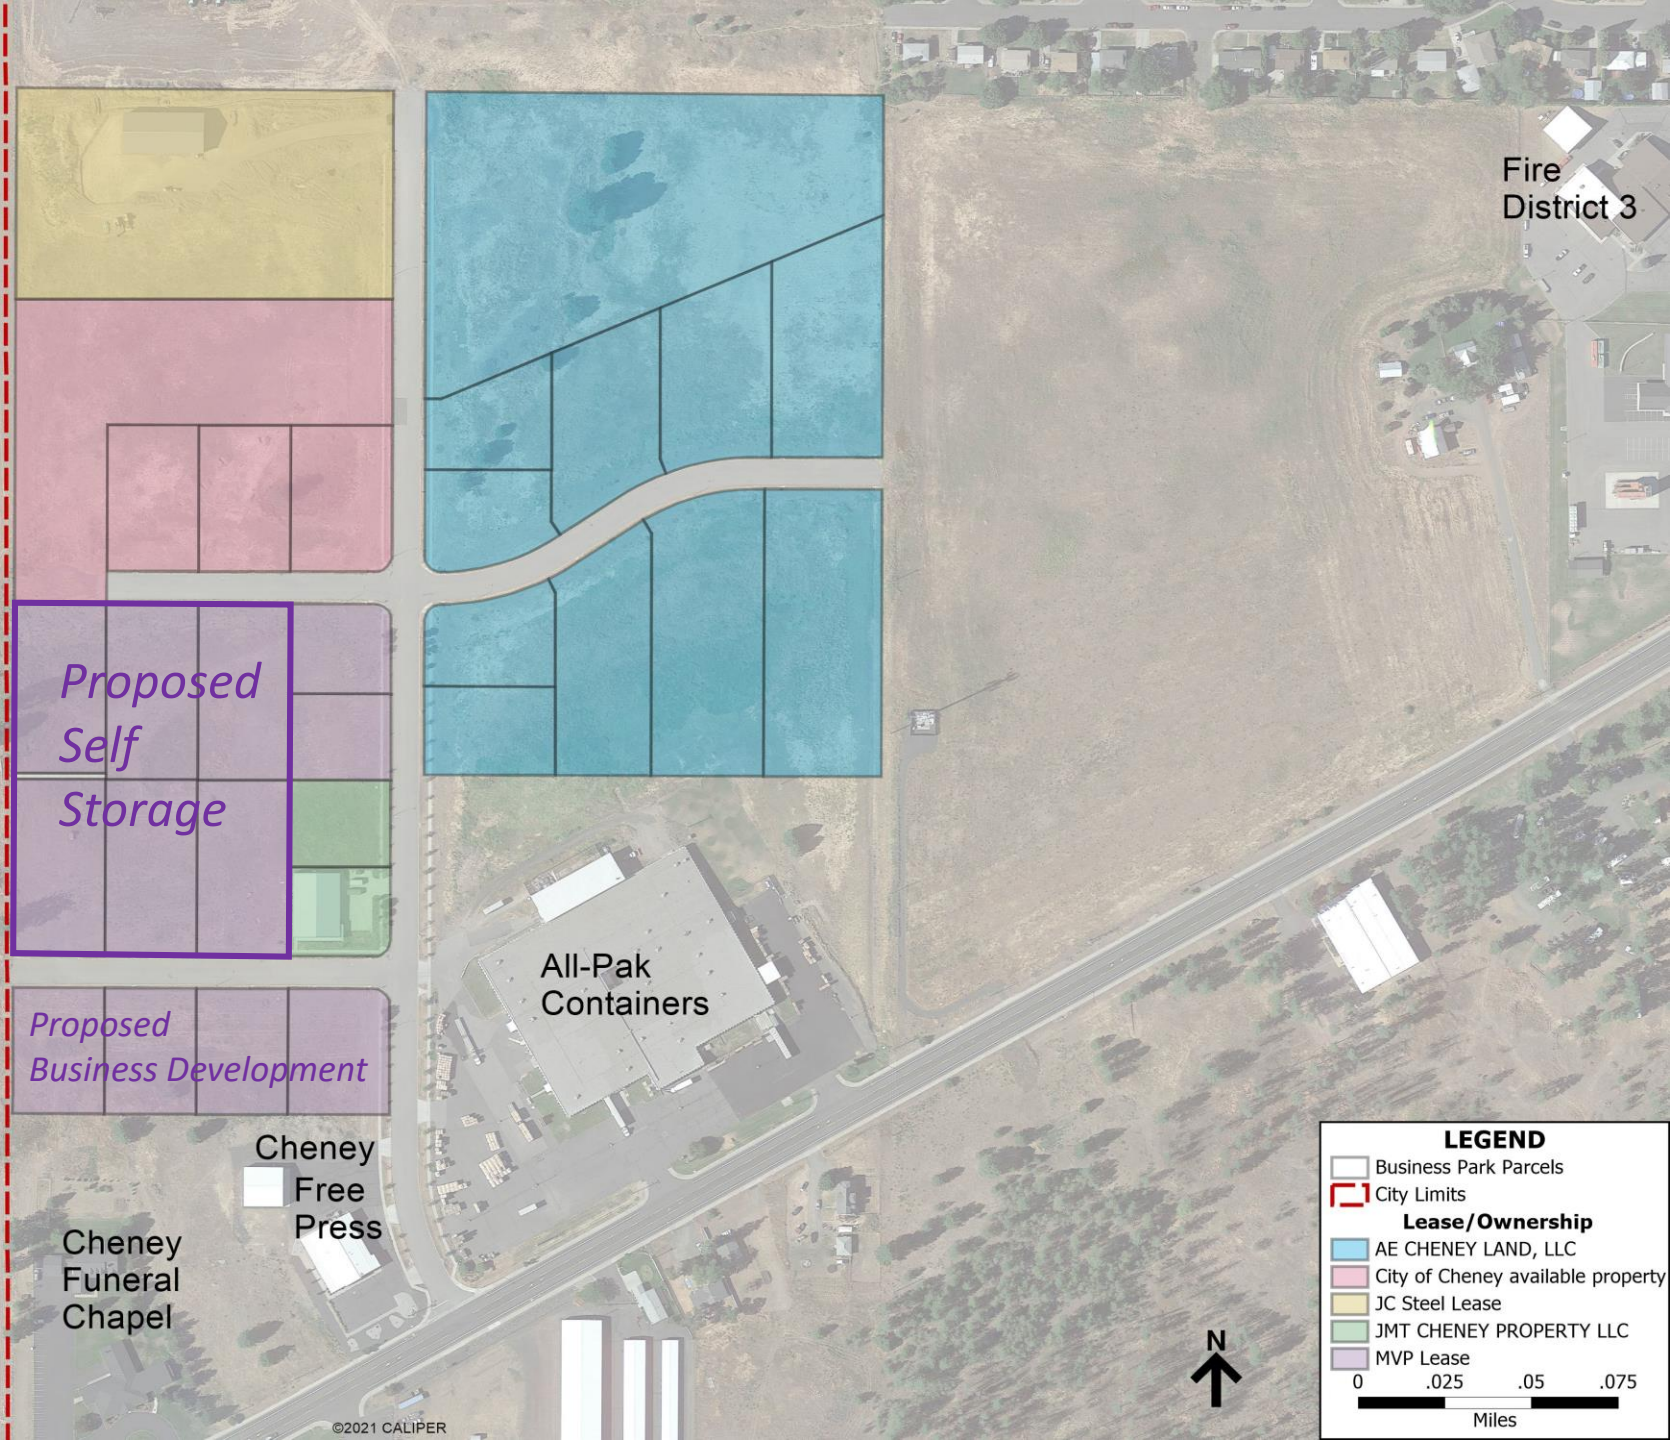 Fire
District 3
Proposed
Self
Storage
All-Pak
Containers
Proposed
Business Development
Cheney
Free
Press
Cheney
Funeral
Chapel
LEGEND
Business Park Parcels
City Limits
Lease/Ownership
AE CHENEY LAND, LLC
City of Cheney available property
JC Steel Lease
JMT CHENEY PROPERTY LLC
MVP Lease
0 .025 .05 .075
Miles
N
©2021 CALIPER